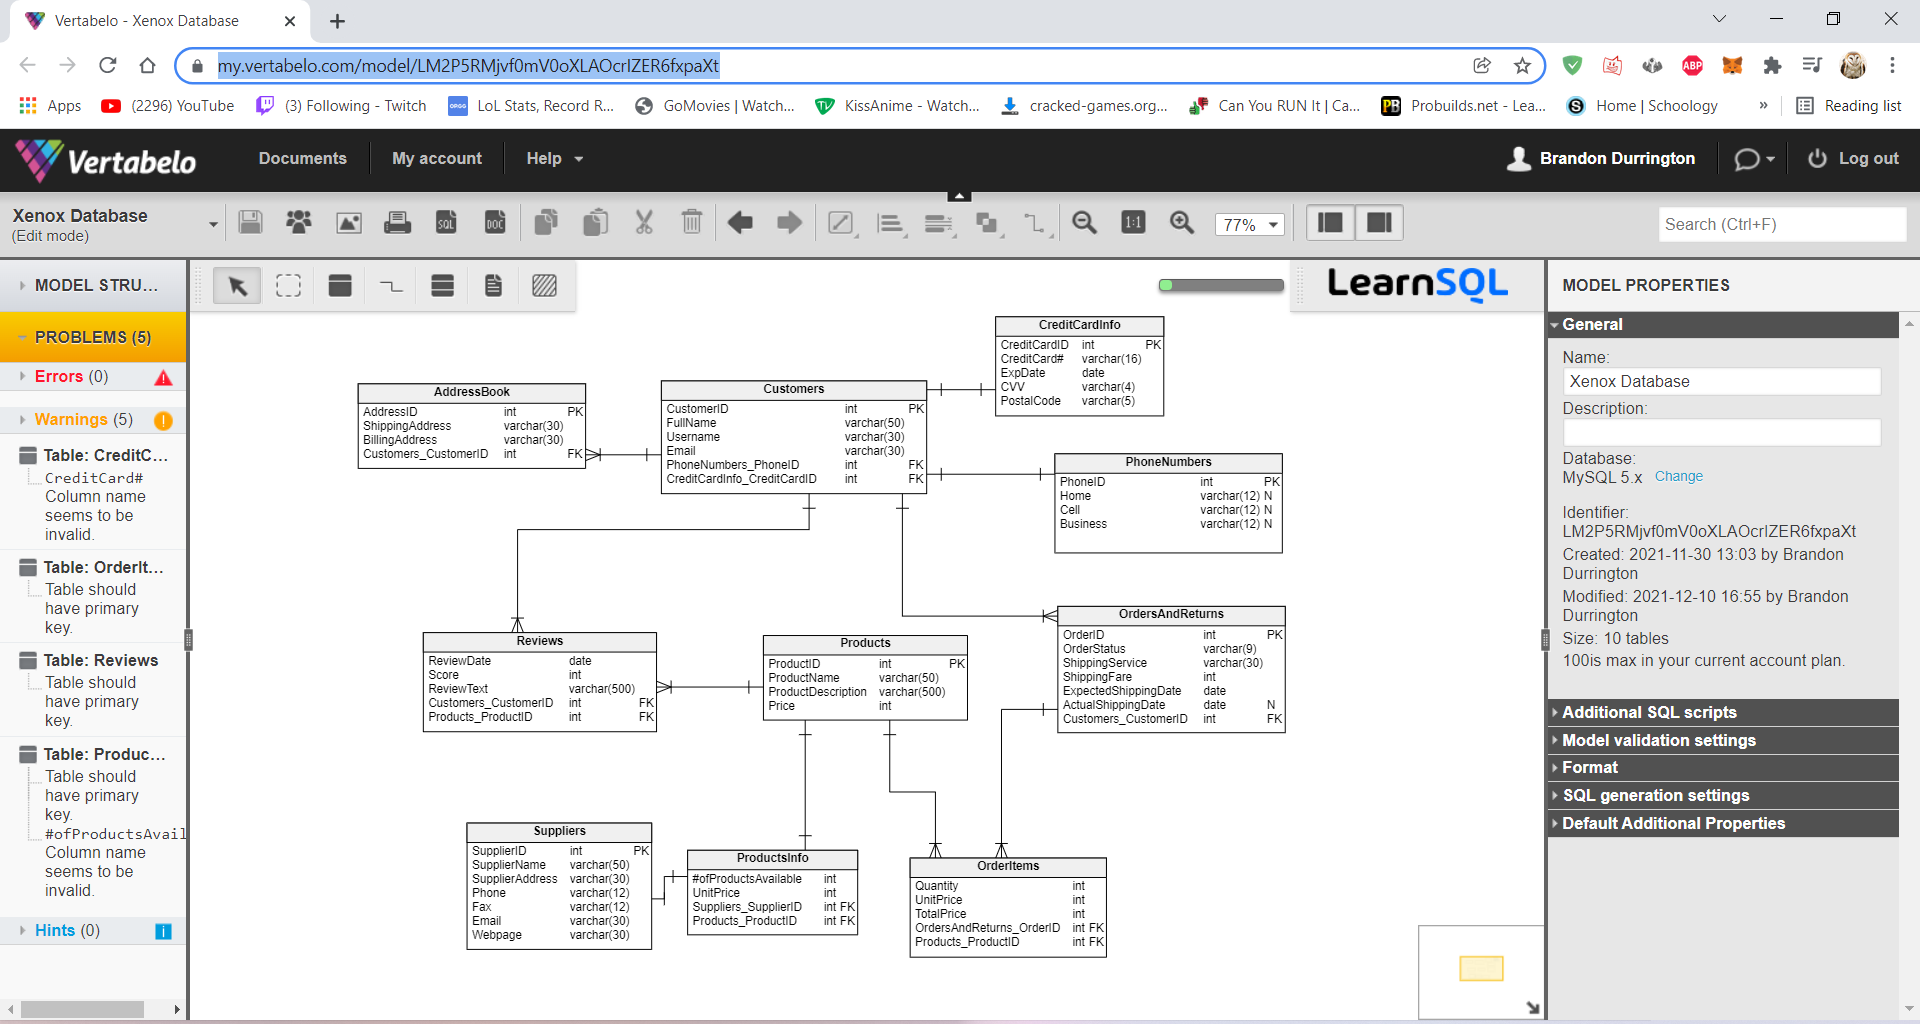 Vertabelo - Xenox Database
my.vertabelo.com/model/LM2P5RMjvf0mV0oXLAOcrIZER6fxpaXt
ABP
Apps
(2296) YouTube
(3) Following - Twitch
OPGG
LoL Stats, Record R...
GoMovies | Watch...
KissAnime - Watch...
cracked-games.org...
Can You RUN It | Ca...
PB
Probuilds.net - Lea...
Home | Schoology
»
Reading list
Vertabelo
Documents
My account
Help
Brandon Durrington
Log out
Xenox Database
(Edit mode)
SQL
DOC
1:1
77%
Search (Ctrl+F)
MODEL STRU...
PROBLEMS (5)
Errors (0)
Warnings (5)
Table: CreditC...
CreditCard#
Column name
seems to be
invalid.
Table: OrderIt...
Table should
have primary
key.
Table: Reviews
Table should
have primary
key.
Table: Produc...
Table should
have primary
key.
#ofProductsAvail
Column name
seems to be
invalid.
Hints (0)
LearnSQL
CreditCardInfo
CreditCardID int PK
CreditCard# varchar(16)
ExpDate date
CVV varchar(4)
PostalCode varchar(5)
AddressBook
AddressID int PK
ShippingAddress varchar(30)
BillingAddress varchar(30)
Customers_CustomerID int FK
Customers
CustomerID int PK
FullName varchar(50)
Username varchar(30)
Email varchar(30)
PhoneNumbers_PhoneID int FK
CreditCardInfo_CreditCardID int FK
PhoneNumbers
PhoneID int PK
Home varchar(12) N
Cell varchar(12) N
Business varchar(12) N
OrdersAndReturns
OrderID int PK
OrderStatus varchar(9)
ShippingService varchar(30)
ShippingFare int
ExpectedShippingDate date
ActualShippingDate date N
Customers_CustomerID int FK
Reviews
ReviewDate date
Score int
ReviewText varchar(500)
Customers_CustomerID int FK
Products_ProductID int FK
Products
ProductID int PK
ProductName varchar(50)
ProductDescription varchar(500)
Price int
Suppliers
SupplierID int PK
SupplierName varchar(50)
SupplierAddress varchar(30)
Phone varchar(12)
Fax varchar(12)
Email varchar(30)
Webpage varchar(30)
ProductsInfo
#ofProductsAvailable int
UnitPrice int
Suppliers_SupplierID int FK
Products_ProductID int FK
OrderItems
Quantity int
UnitPrice int
TotalPrice int
OrdersAndReturns_OrderID int FK
Products_ProductID int FK
MODEL PROPERTIES
General
Name:
Xenox Database
Description:
Database:
MySQL 5.x Change
Identifier:
LM2P5RMjvf0mV0oXLAOcrIZER6fxpaXt
Created: 2021-11-30 13:03 by Brandon
Durrington
Modified: 2021-12-10 16:55 by Brandon
Durrington
Size: 10 tables
100is max in your current account plan.
Additional SQL scripts
Model validation settings
Format
SQL generation settings
Default Additional Properties